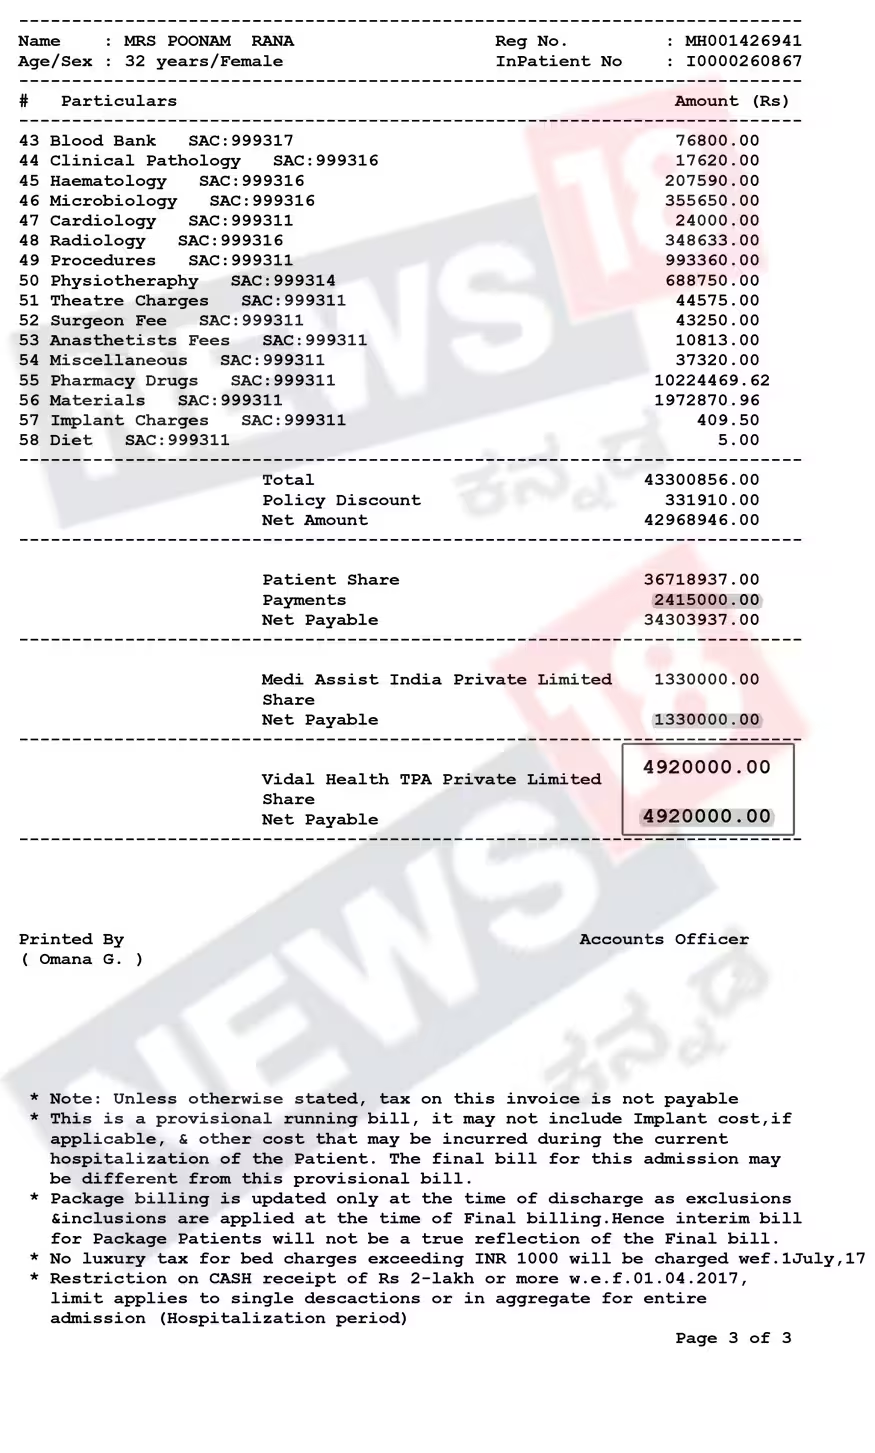 Name : MRS POONAM RANA Reg No. : MH001426941
Age/Sex : 32 years/Female InPatient No : I0000260867
# Particulars Amount (Rs)
43 Blood Bank SAC:999317 76800.00
44 Clinical Pathology SAC:999316 17620.00
45 Haematology SAC:999316 207590.00
46 Microbiology SAC:999316 355650.00
47 Cardiology SAC:999311 24000.00
48 Radiology SAC:999316 348633.00
49 Procedures SAC:999311 993360.00
50 Physiotheraphy SAC:999314 688750.00
51 Theatre Charges SAC:999311 44575.00
52 Surgeon Fee SAC:999311 43250.00
53 Anasthetists Fees SAC:999311 10813.00
54 Miscellaneous SAC:999311 37320.00
55 Pharmacy Drugs SAC:999311 10224469.62
56 Materials SAC:999311 1972870.96
57 Implant Charges SAC:999311 409.50
58 Diet SAC:999311 5.00
Total 43300856.00
Policy Discount 331910.00
Net Amount 42968946.00
Patient Share 36718937.00
Payments 2415000.00
Net Payable 34303937.00
Medi Assist India Private Limited 1330000.00
Share
Net Payable 1330000.00
4920000.00
Vidal Health TPA Private Limited
Share
Net Payable 4920000.00
Printed By Accounts Officer
( Omana G. )
* Note: Unless otherwise stated, tax on this invoice is not payable
* This is a provisional running bill, it may not include Implant cost,if
applicable, & other cost that may be incurred during the current
hospitalization of the Patient. The final bill for this admission may
be different from this provisional bill.
* Package billing is updated only at the time of discharge as exclusions
&inclusions are applied at the time of Final billing.Hence interim bill
for Package Patients will not be a true reflection of the Final bill.
* No luxury tax for bed charges exceeding INR 1000 will be charged wef.1July,17
* Restriction on CASH receipt of Rs 2-lakh or more w.e.f.01.04.2017,
limit applies to single descactions or in aggregate for entire
admission (Hospitalization period)
Page 3 of 3
NEWS 18
ಕನ್ನಡ
NEWS 18
ಕನ್ನಡ